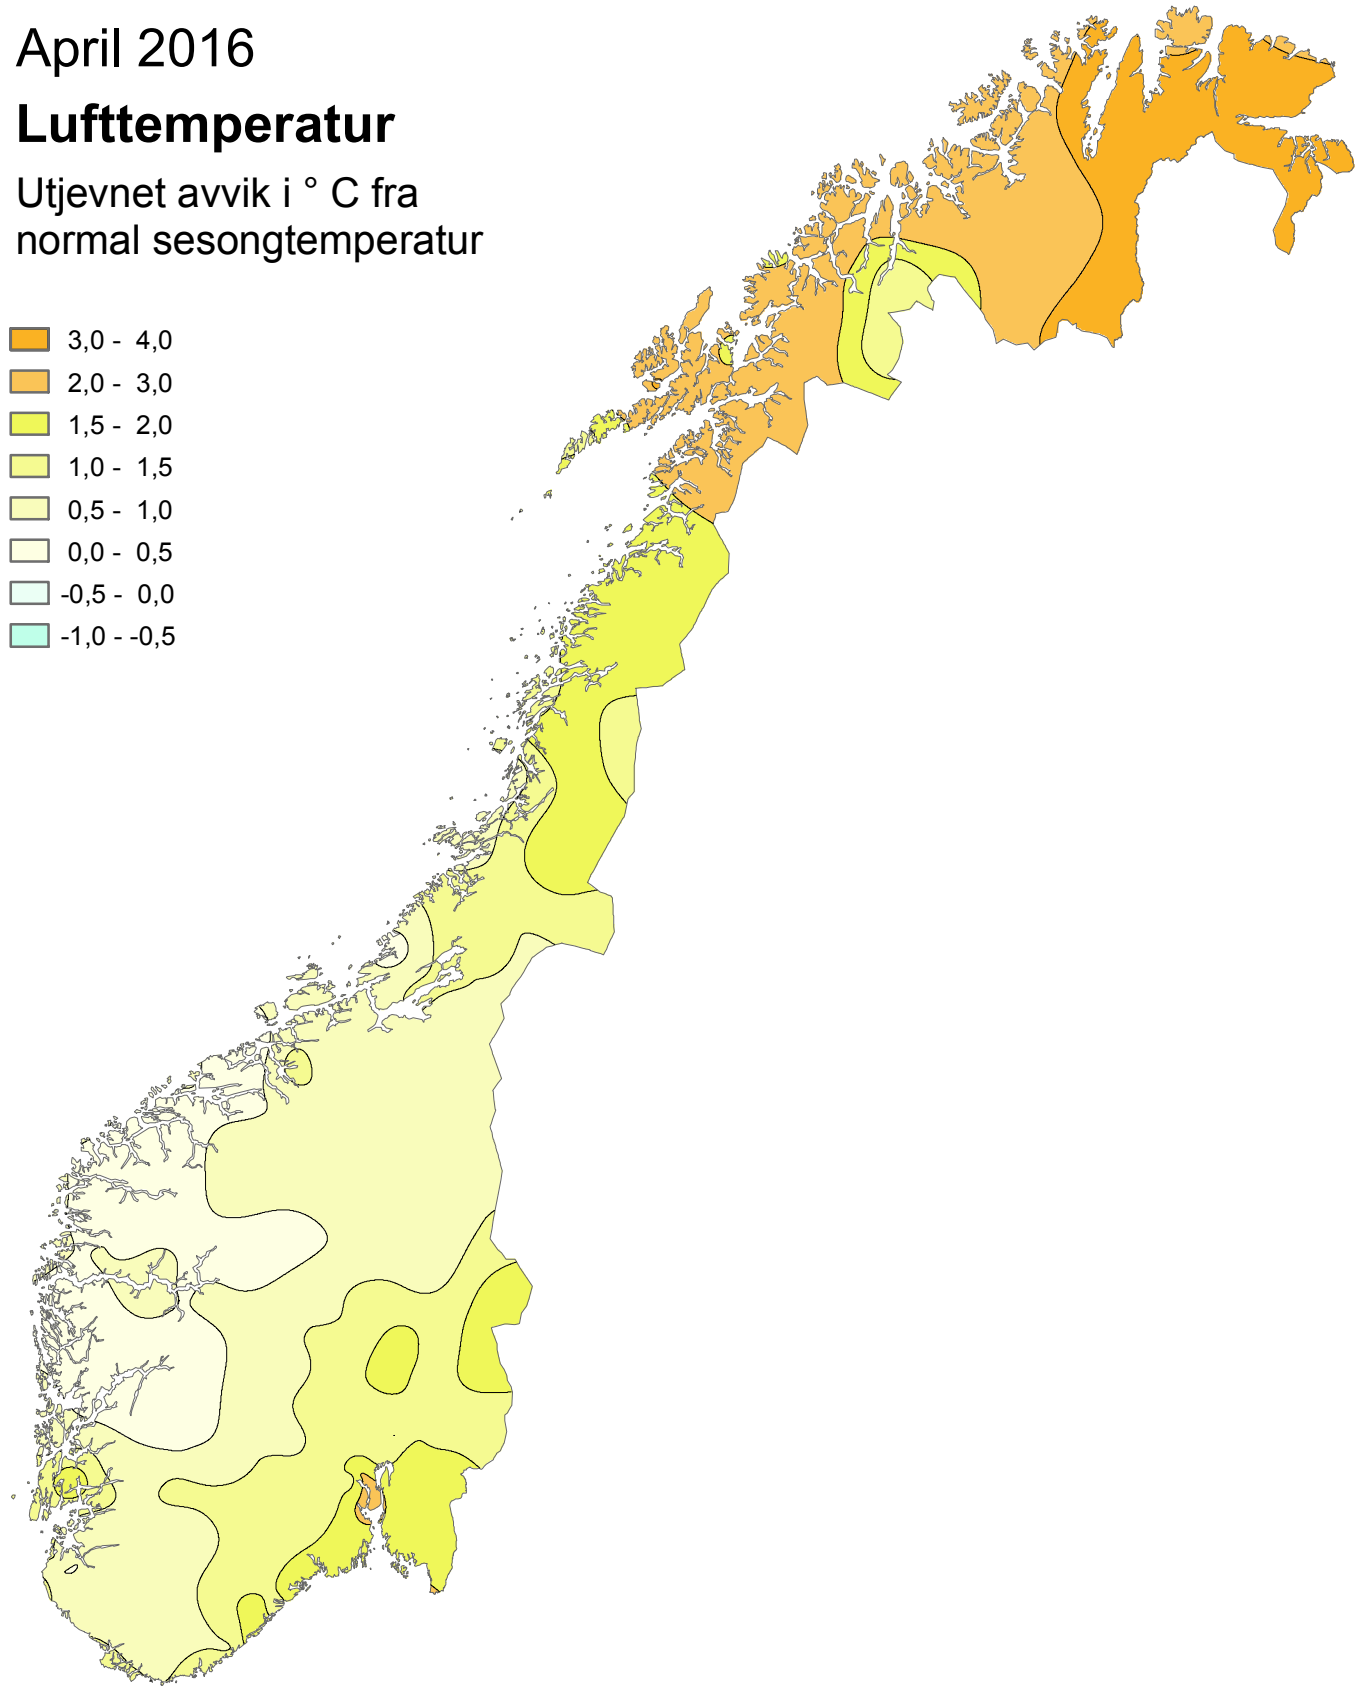 April 2016
Lufttemperatur
Utjevnet avvik i ° C fra
normal sesongtemperatur
3,0 - 4,0
2,0 - 3,0
1,5 - 2,0
1,0 - 1,5
0,5 - 1,0
0,0 - 0,5
-0,5 - 0,0
-1,0 - -0,5